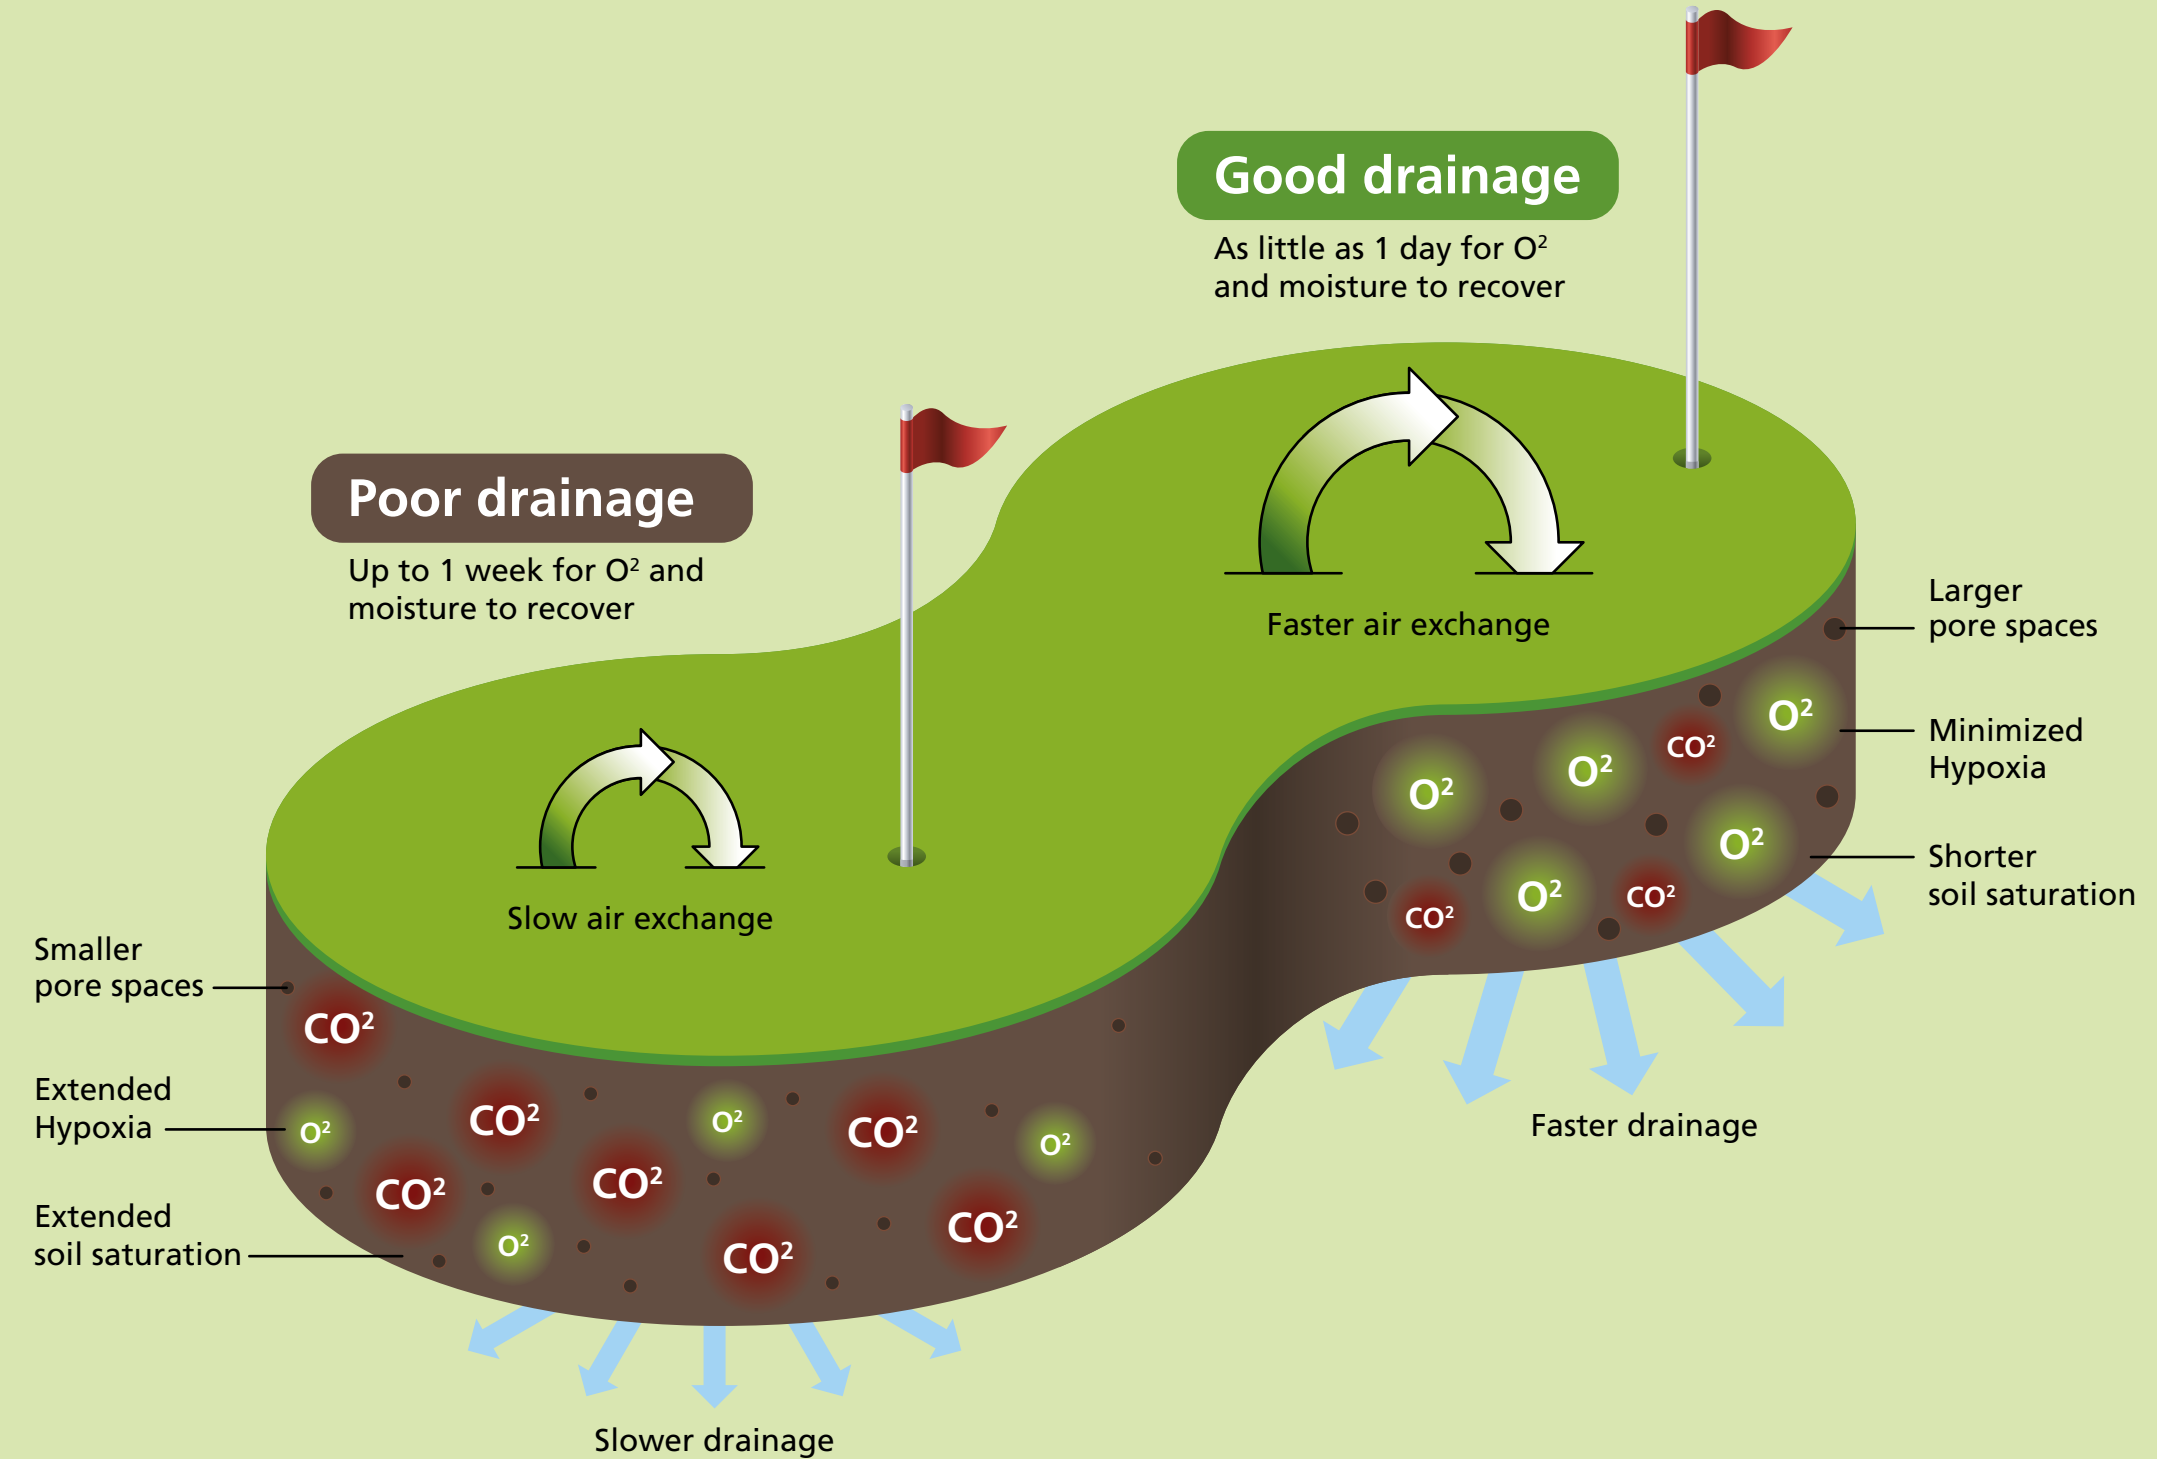 Good drainage
As little as 1 day for O²
and moisture to recover
Poor drainage
Up to 1 week for O² and
moisture to recover
Faster air exchange
Slow air exchange
Larger
pore spaces
Minimized
Hypoxia
Shorter
soil saturation
O²
CO²
O²
O²
O²
CO²
O²
CO²
Faster drainage
Smaller
pore spaces
Extended
Hypoxia
Extended
soil saturation
CO²
CO²
O²
CO²
O²
O²
CO²
CO²
CO²
O²
CO²
Slower drainage